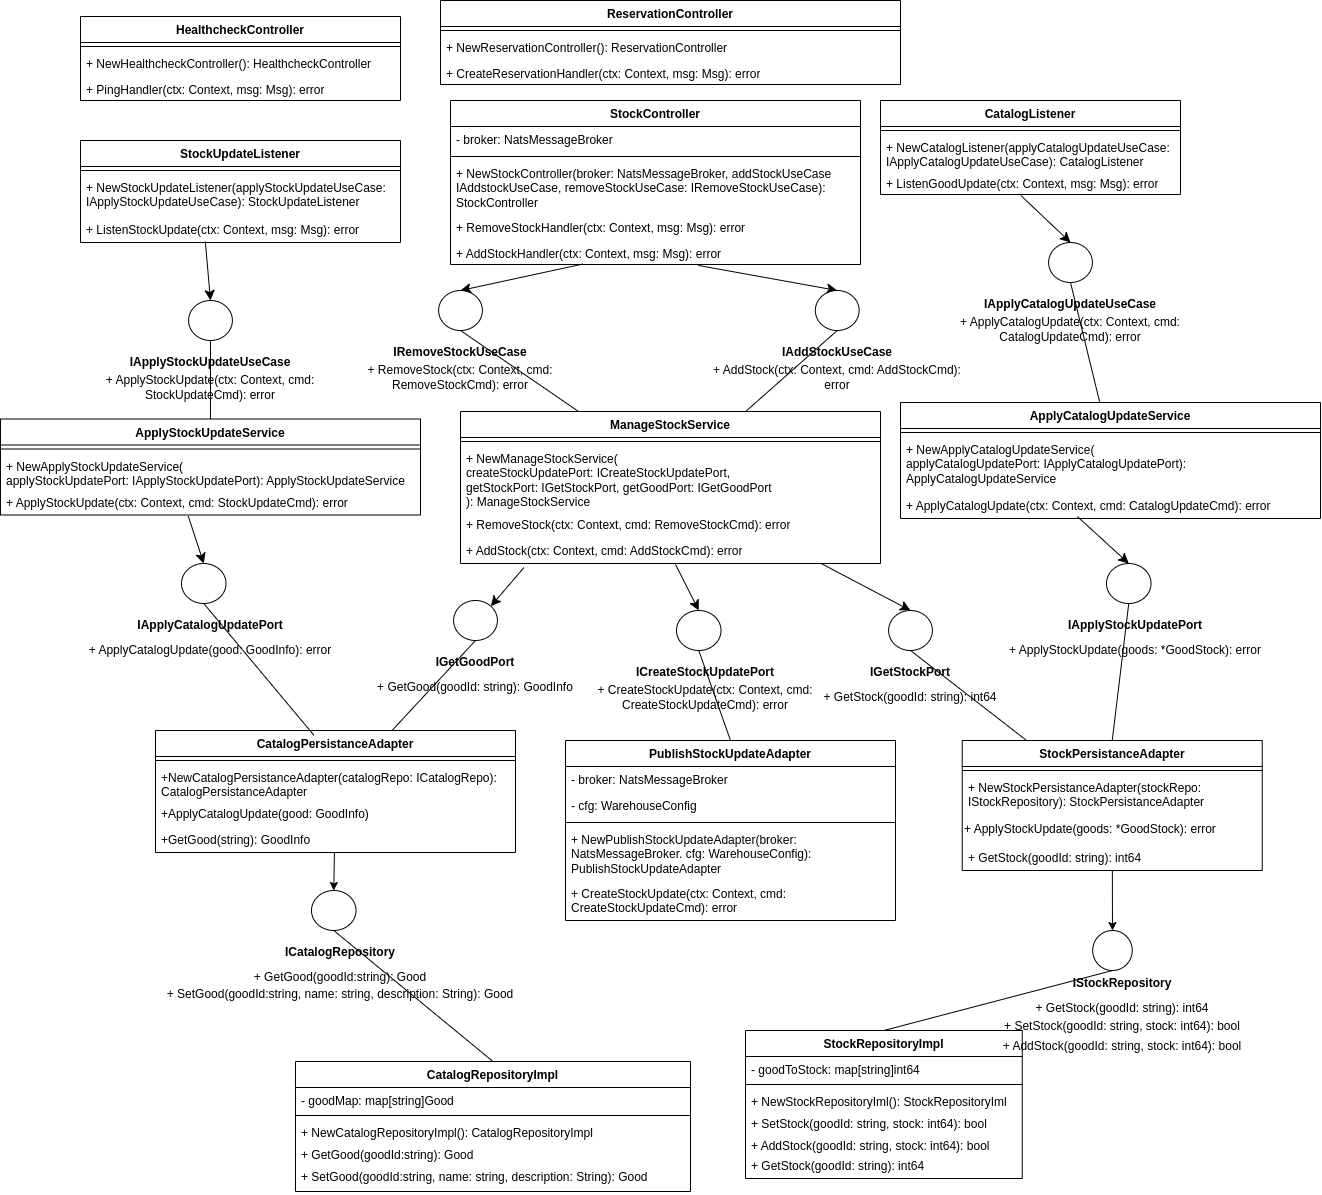 HealthcheckController
+ NewHealthcheckController(): HealthcheckController
+ PingHandler(ctx: Context, msg: Msg): error
ReservationController
+ NewReservationController(): ReservationController
+ CreateReservationHandler(ctx: Context, msg: Msg): error
StockUpdateListener
+ NewStockUpdateListener(applyStockUpdateUseCase:
IApplyStockUpdateUseCase): StockUpdateListener
+ ListenStockUpdate(ctx: Context, msg: Msg): error
StockController
- broker: NatsMessageBroker
+ NewStockController(broker: NatsMessageBroker, addStockUseCase
IAddstockUseCase, removeStockUseCase: IRemoveStockUseCase):
StockController
+ RemoveStockHandler(ctx: Context, msg: Msg): error
+ AddStockHandler(ctx: Context, msg: Msg): error
CatalogListener
+ NewCatalogListener(applyCatalogUpdateUseCase:
IApplyCatalogUpdateUseCase): CatalogListener
+ ListenGoodUpdate(ctx: Context, msg: Msg): error
IApplyStockUpdateUseCase
+ ApplyStockUpdate(ctx: Context, cmd:
StockUpdateCmd): error
IRemoveStockUseCase
+ RemoveStock(ctx: Context, cmd:
RemoveStockCmd): error
IAddStockUseCase
+ AddStock(ctx: Context, cmd: AddStockCmd):
error
IApplyCatalogUpdateUseCase
+ ApplyCatalogUpdate(ctx: Context, cmd:
CatalogUpdateCmd): error
ApplyStockUpdateService
+ NewApplyStockUpdateService(
applyStockUpdatePort: IApplyStockUpdatePort): ApplyStockUpdateService
+ ApplyStockUpdate(ctx: Context, cmd: StockUpdateCmd): error
ManageStockService
+ NewManageStockService(
createStockUpdatePort: ICreateStockUpdatePort,
getStockPort: IGetStockPort, getGoodPort: IGetGoodPort
): ManageStockService
+ RemoveStock(ctx: Context, cmd: RemoveStockCmd): error
+ AddStock(ctx: Context, cmd: AddStockCmd): error
ApplyCatalogUpdateService
+ NewApplyCatalogUpdateService(
applyCatalogUpdatePort: IApplyCatalogUpdatePort):
ApplyCatalogUpdateService
+ ApplyCatalogUpdate(ctx: Context, cmd: CatalogUpdateCmd): error
IApplyCatalogUpdatePort
+ ApplyCatalogUpdate(good: GoodInfo): error
IGetGoodPort
+ GetGood(goodId: string): GoodInfo
ICreateStockUpdatePort
+ CreateStockUpdate(ctx: Context, cmd:
CreateStockUpdateCmd): error
IGetStockPort
+ GetStock(goodId: string): int64
IApplyStockUpdatePort
+ ApplyStockUpdate(goods: *GoodStock): error
CatalogPersistanceAdapter
+NewCatalogPersistanceAdapter(catalogRepo: ICatalogRepo):
CatalogPersistanceAdapter
+ApplyCatalogUpdate(good: GoodInfo)
+GetGood(string): GoodInfo
PublishStockUpdateAdapter
- broker: NatsMessageBroker
- cfg: WarehouseConfig
+ NewPublishStockUpdateAdapter(broker:
NatsMessageBroker. cfg: WarehouseConfig):
PublishStockUpdateAdapter
+ CreateStockUpdate(ctx: Context, cmd:
CreateStockUpdateCmd): error
StockPersistanceAdapter
+ NewStockPersistanceAdapter(stockRepo:
IStockRepository): StockPersistanceAdapter
+ ApplyStockUpdate(goods: *GoodStock): error
+ GetStock(goodId: string): int64
ICatalogRepository
+ GetGood(goodId:string): Good
+ SetGood(goodId:string, name: string, description: String): Good
IStockRepository
+ GetStock(goodId: string): int64
+ SetStock(goodId: string, stock: int64): bool
+ AddStock(goodId: string, stock: int64): bool
CatalogRepositoryImpl
- goodMap: map[string]Good
+ NewCatalogRepositoryImpl(): CatalogRepositoryImpl
+ GetGood(goodId:string): Good
+ SetGood(goodId:string, name: string, description: String): Good
StockRepositoryImpl
- goodToStock: map[string]int64
+ NewStockRepositoryIml(): StockRepositoryIml
+ SetStock(goodId: string, stock: int64): bool
+ AddStock(goodId: string, stock: int64): bool
+ GetStock(goodId: string): int64